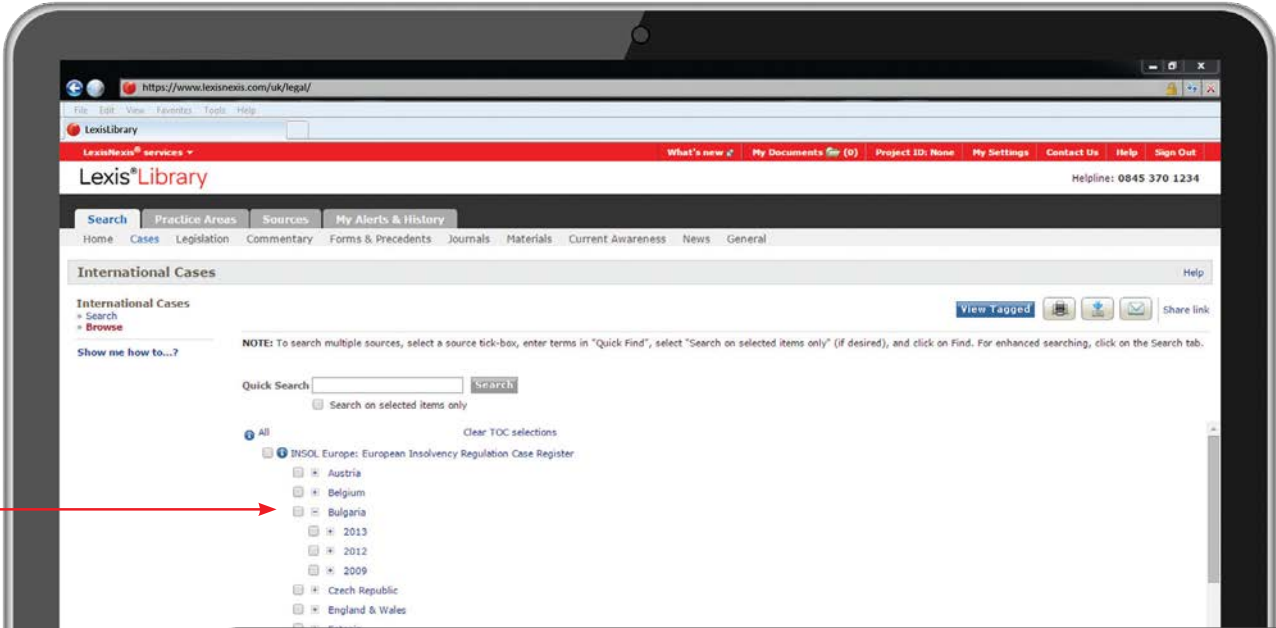 https://www.lexisnexis.com/uk/legal/
File Edit View Favorites Tools Help
LexisLibrary
LexisNexis® services What's new My Documents (0) Project ID: None My Settings Contact Us Help Sign Out
Lexis®Library Helpline: 0845 370 1234
Search Practice Areas Sources My Alerts & History
Home Cases Legislation Commentary Forms & Precedents Journals Materials Current Awareness News General
International Cases Help
International Cases
» Search
» Browse
View Tagged Share link
Show me how to...?
NOTE: To search multiple sources, select a source tick-box, enter terms in "Quick Find", select "Search on selected items only" (if desired), and click on Find. For enhanced searching, click on the Search tab.
Quick Search Search
Search on selected items only
All Clear TOC selections
INSOL Europe: European Insolvency Regulation Case Register
Austria
Belgium
Bulgaria
2013
2012
2009
Czech Republic
England & Wales